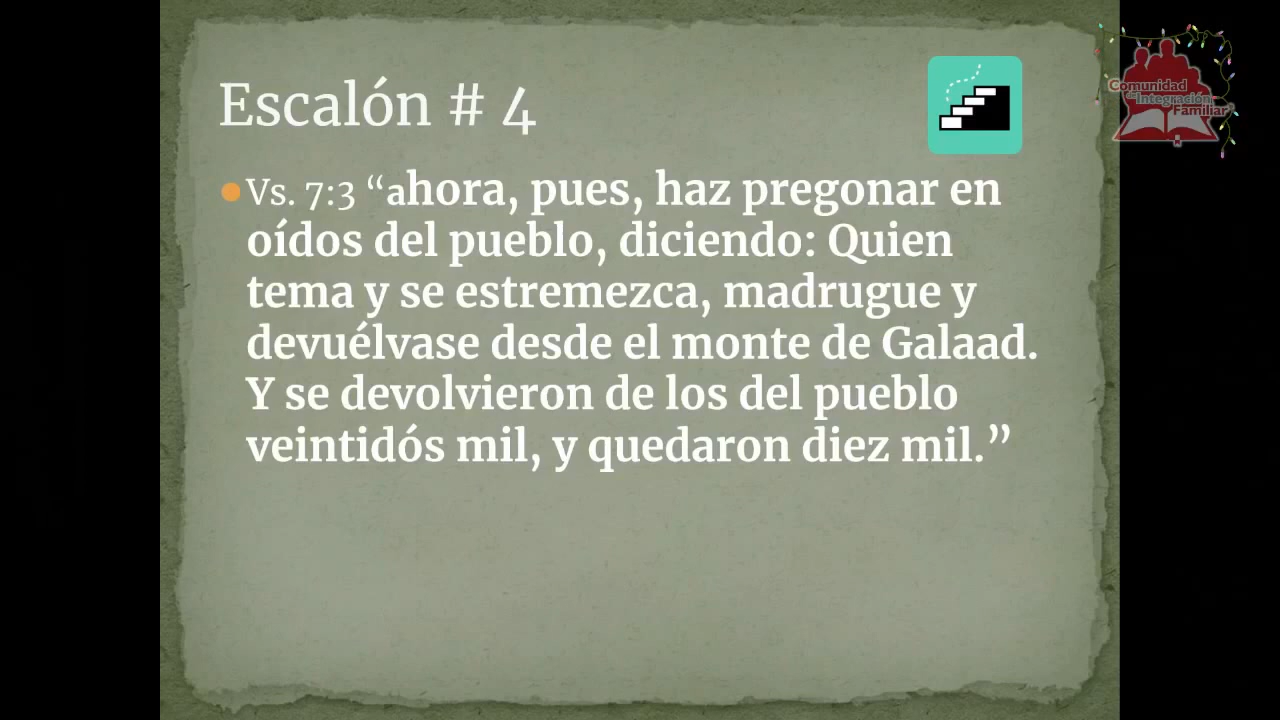 Escalón # 4
Comunidad
de Integración
Familiar
Vs. 7:3 “ahora, pues, haz pregonar en
oídos del pueblo, diciendo: Quien
tema y se estremezca, madrugue y
devuélvase desde el monte de Galaad.
Y se devolvieron de los del pueblo
veintidós mil, y quedaron diez mil.”